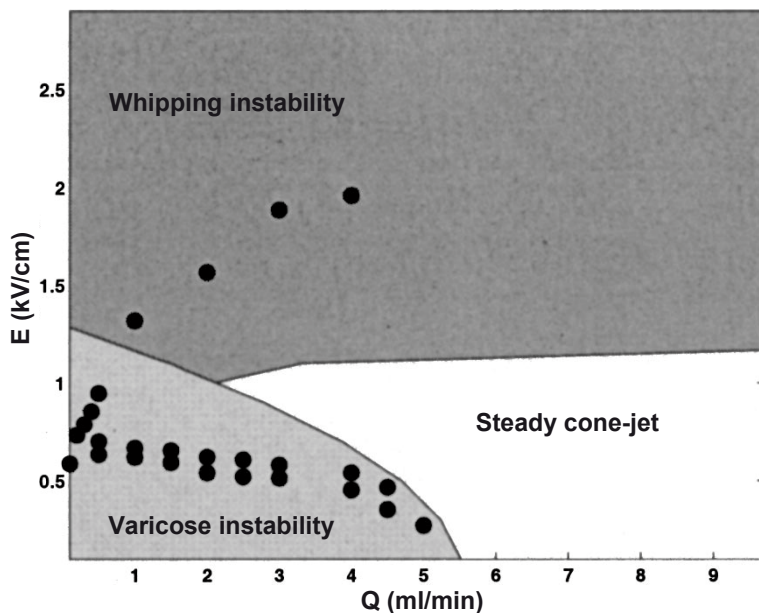 2.5
Whipping instability
2
1.5
E (kV/cm)
1
Steady cone-jet
0.5
Varicose instability
1 2 3 4 5 6 7 8 9
Q (ml/min)